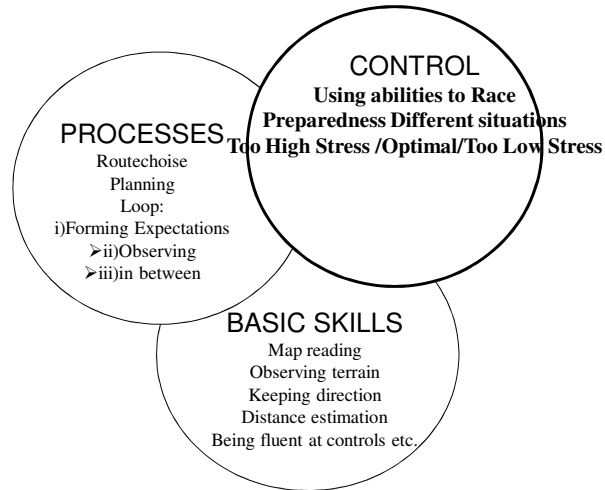 CONTROL
Using abilities to Race
Preparedness Different situations
Too High Stress /Optimal/Too Low Stress
PROCESSES
Routechoise
Planning
Loop:
i)Forming Expectations
➢ii)Observing
➢iii)in between
BASIC SKILLS
Map reading
Observing terrain
Keeping direction
Distance estimation
Being fluent at controls etc.